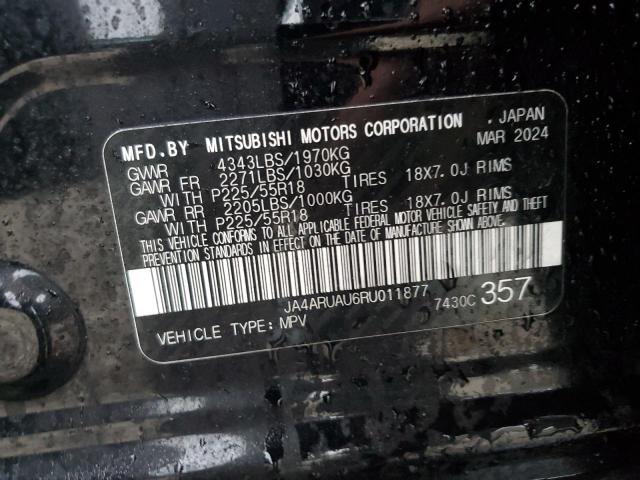 MFD.BY MITSUBISHI MOTORS CORPORATION . JAPAN
GVWR 4343LBS/1970KG MAR 2024
GAWR FR 2271LBS/1030KG
WITH P225/55R18 TIRES 18X7.0J RIMS
GAWR RR 2205LBS/1000KG
WITH P225/55R18 TIRES 18X7.0J RIMS
THIS VEHICLE CONFORMS TO ALL APPLICABLE FEDERAL MOTOR VEHICLE SAFETY AND THEFT
PREVENTION STANDARDS IN EFFECT ON THE DATE OF MANUFACTURE SHOWN ABOVE.
JA4ARUAU6RU011877 7430C 357
VEHICLE TYPE: MPV